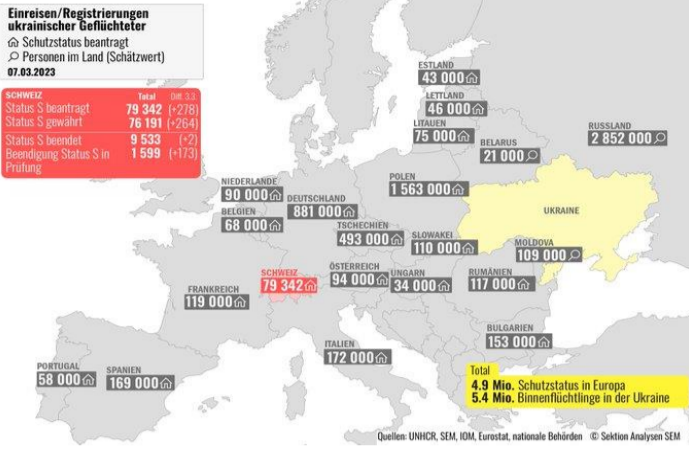 Einreisen/Registrierungen
ukrainischer Geflüchteter
Schutzstatus beantragt
Personen im Land (Schätzwert)
07.03.2023
SCHWEIZ Total Diff. 3.3.
Status S beantragt 79 342 (+278)
Status S gewährt 76 191 (+264)
Status S beendet 9 533 (+2)
Beendigung Status S in 1 599 (+173)
Prüfung
ESTLAND
43 000
LETTLAND
46 000
LITAUEN
75 000
RUSSLAND
2 852 000
BELARUS
21 000
POLEN
1 563 000
NIEDERLANDE
90 000
DEUTSCHLAND
881 000
BELGIEN
68 000
UKRAINE
TSCHECHIEN
493 000
SLOWAKEI
110 000
MOLDOVA
109 000
SCHWEIZ
79 342
ÖSTERREICH
94 000
UNGARN
34 000
RUMÄNIEN
117 000
FRANKREICH
119 000
BULGARIEN
153 000
ITALIEN
172 000
PORTUGAL
58 000
SPANIEN
169 000
Total
4.9 Mio. Schutzstatus in Europa
5.4 Mio. Binnenflüchtlinge in der Ukraine
Quellen: UNHCR, SEM, IOM, Eurostat, nationale Behörden © Sektion Analysen SEM